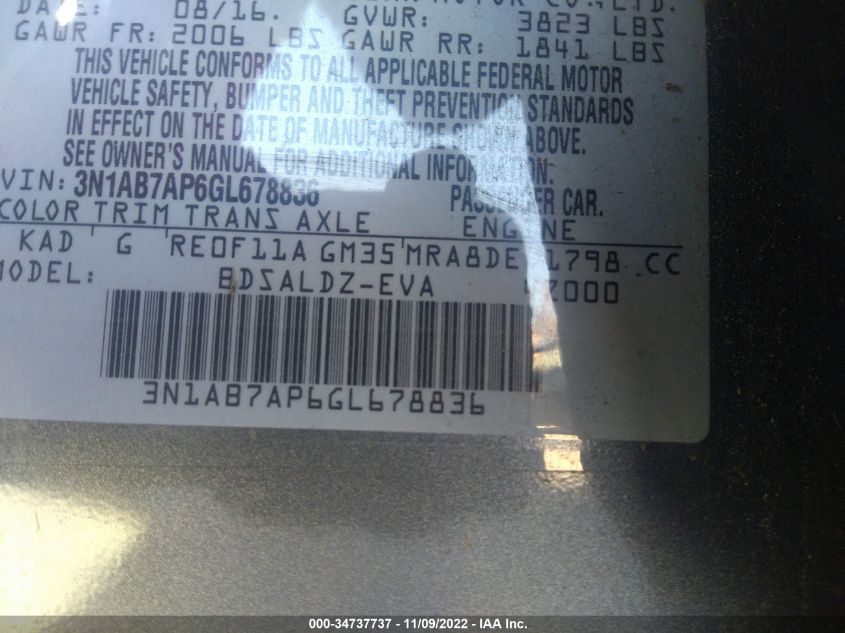 DATE: 08/16. GVWR: 3823 LBS
MOTOR CO., LTD.
GAWR FR: 2006 LBS GAWR RR: 1841 LBS
THIS VEHICLE CONFORMS TO ALL APPLICABLE FEDERAL MOTOR
VEHICLE SAFETY, BUMPER AND THEFT PREVENTION STANDARDS
IN EFFECT ON THE DATE OF MANUFACTURE SHOWN ABOVE.
SEE OWNER'S MANUAL FOR ADDITIONAL INFORMATION.
VIN: 3N1AB7AP6GL678836 PASSENGER CAR.
COLOR TRIM TRANS AXLE ENGINE
KAD G RE0F11A GM35 MRA8DE 1798 CC
MODEL: BDSALDZ-EVA
3N1AB7AP6GL678836
000-34737737 - 11/09/2022 - IAA Inc.